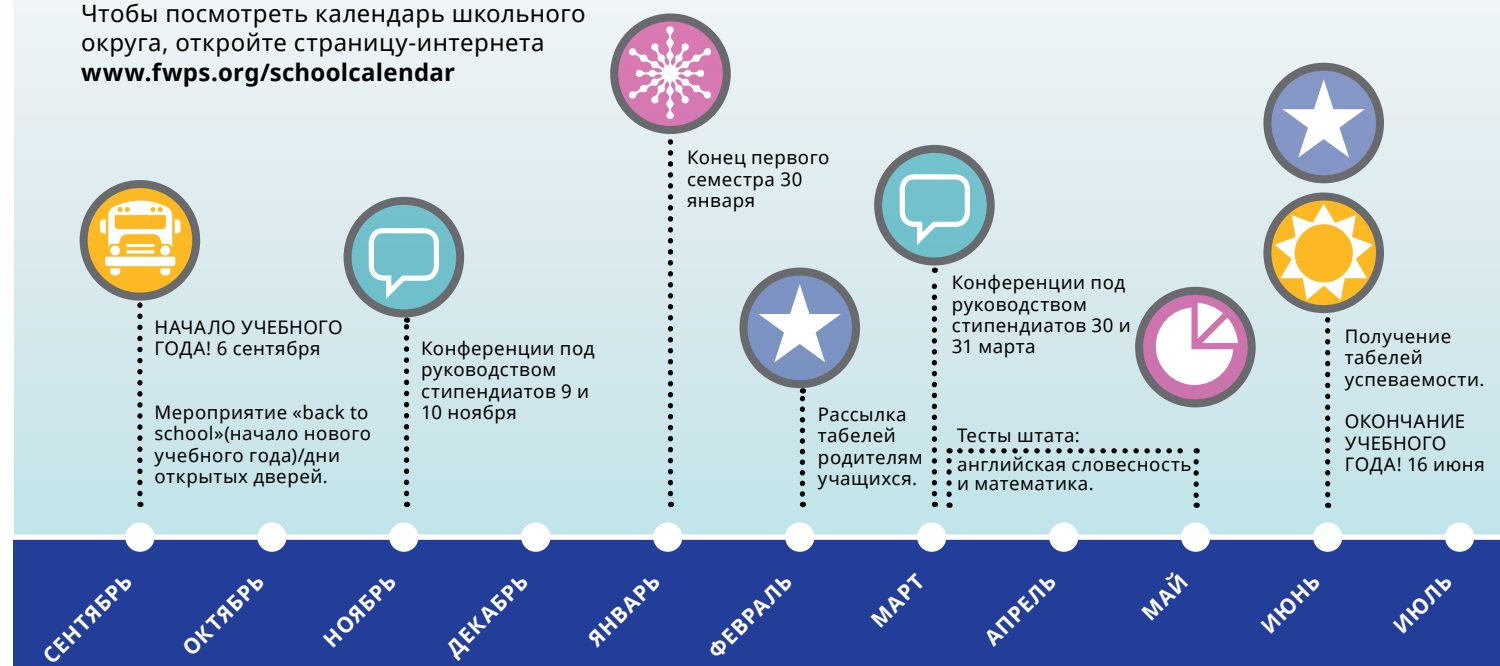 Чтобы посмотреть календарь школьного
округа, откройте страницу-интернета
www.fwps.org/schoolcalendar
НАЧАЛО УЧЕБНОГО
ГОДА! 6 сентября
Мероприятие «back to
school»(начало нового
учебного года)/дни
открытых дверей.
Конференции под
руководством
стипендиатов 9 и
10 ноября
Конец первого
семестра 30
января
Рассылка
табелей
родителям
учащихся.
Конференции под
руководством
стипендиатов 30 и
31 марта
Тесты штата:
английская словесность
и математика.
Получение
табелей
успеваемости.
ОКОНЧАНИЕ
УЧЕБНОГО
ГОДА! 16 июня
СЕНТЯБРЬ
ОКТЯБРЬ
НОЯБРЬ
ДЕКАБРЬ
ЯНВАРЬ
ФЕВРАЛЬ
МАРТ
АПРЕЛЬ
МАЙ
ИЮНЬ
ИЮЛЬ